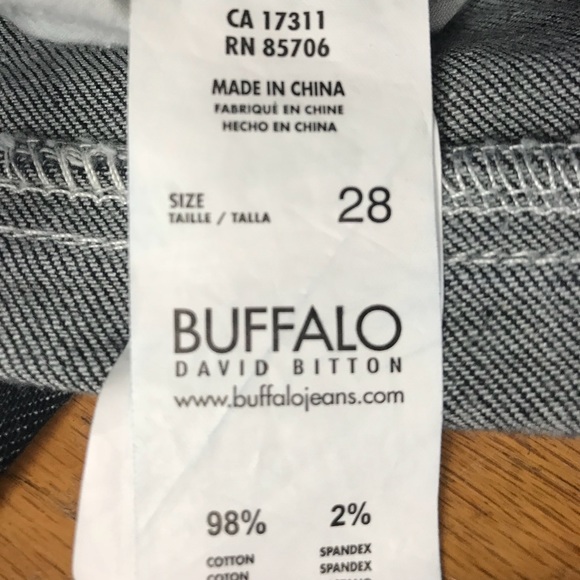 CA 17311
RN 85706
MADE IN CHINA
FABRIQUÉ EN CHINE
HECHO EN CHINA
SIZE 28
TAILLE / TALLA
BUFFALO
DAVID BITTON
www.buffalojeans.com
98% 2%
COTTON SPANDEX
COTON SPANDEX